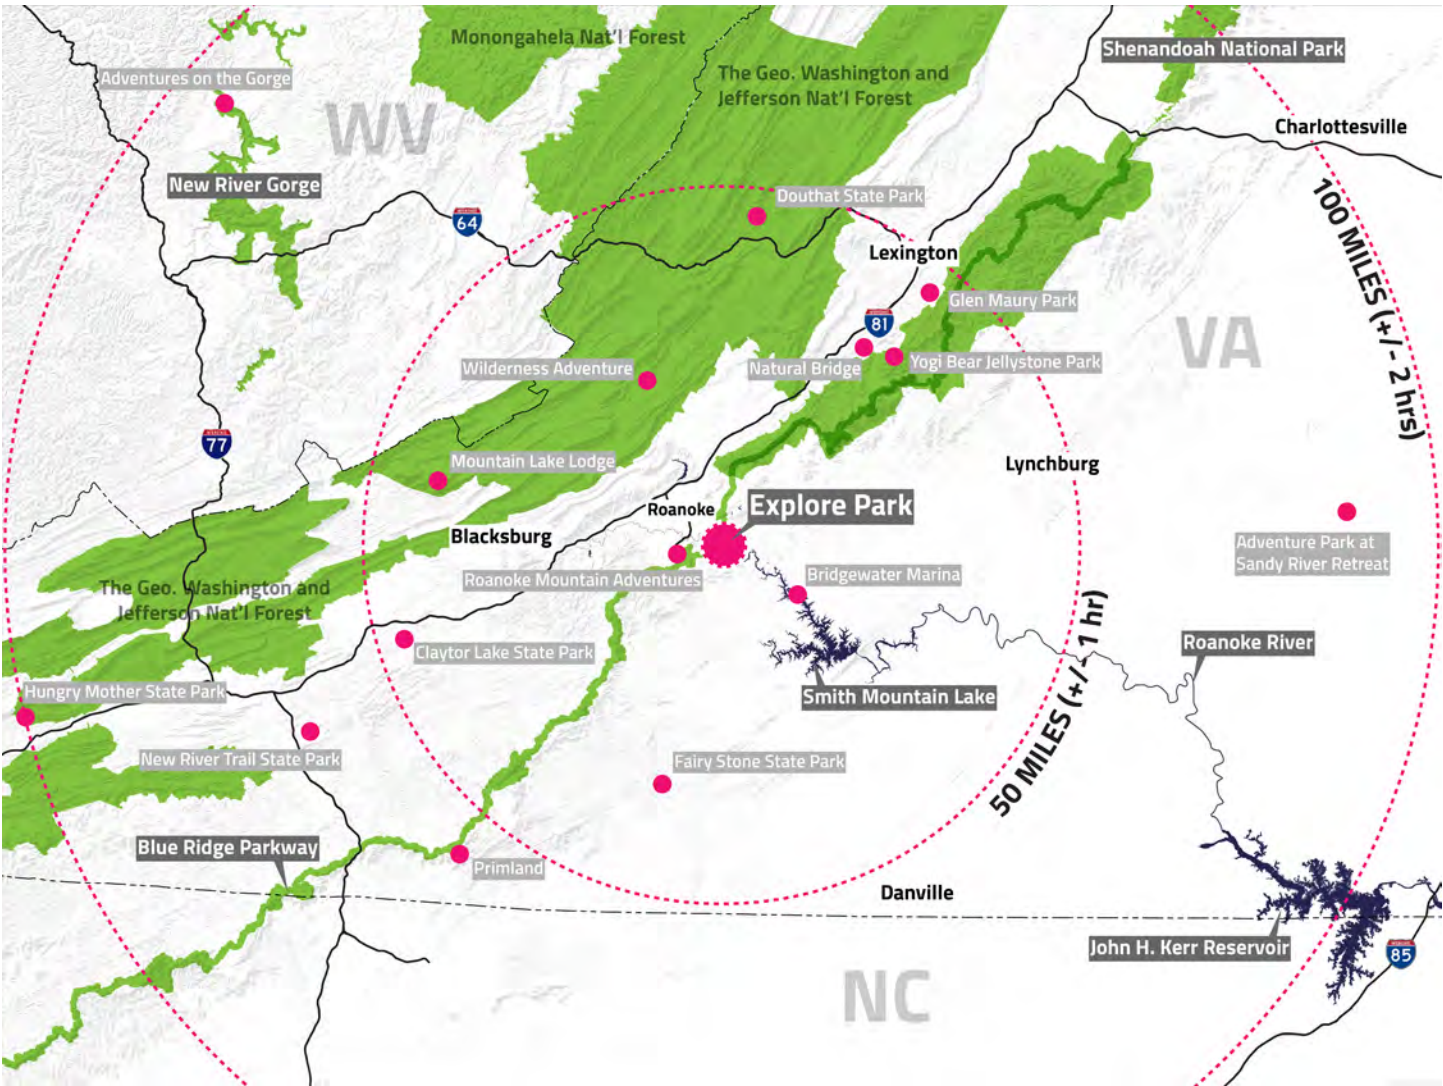 Monongahela Nat'l Forest
Shenandoah National Park
The Geo. Washington and
Jefferson Nat'l Forest
Adventures on the Gorge
WV
Charlottesville
New River Gorge
Douthat State Park
64
Lexington
Glen Maury Park
81
VA
100 MILES (+/- 2 hrs)
Natural Bridge
Yogi Bear Jellystone Park
Wilderness Adventure
77
Mountain Lake Lodge
Lynchburg
Roanoke
Explore Park
Blacksburg
Roanoke Mountain Adventures
Bridgewater Marina
Adventure Park at
Sandy River Retreat
The Geo. Washington and
Jefferson Nat'l Forest
Claytor Lake State Park
Roanoke River
Hungry Mother State Park
Smith Mountain Lake
50 MILES (+/- 1 hr)
New River Trail State Park
Fairy Stone State Park
Blue Ridge Parkway
Primland
Danville
John H. Kerr Reservoir
85
NC